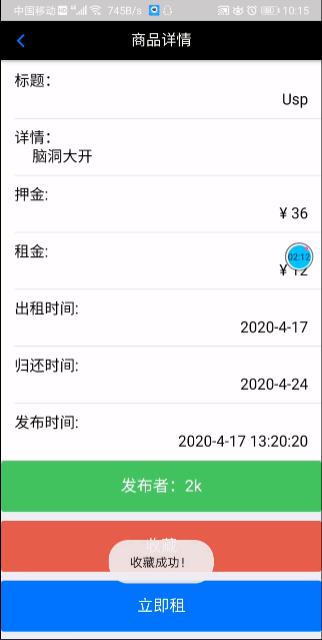 中国移动 HD 4G 745B/s 10:15
商品详情
标题：
Usp
详情：
脑洞大开
押金:
¥ 36
租金:
02:12
¥ 12
出租时间:
2020-4-17
归还时间:
2020-4-24
发布时间:
2020-4-17 13:20:20
发布者：2k
收藏
收藏成功！
立即租